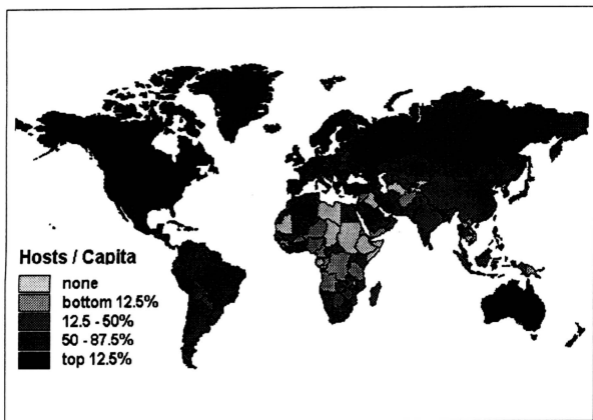 Hosts / Capita
none
bottom 12.5%
12.5 - 50%
50 - 87.5%
top 12.5%